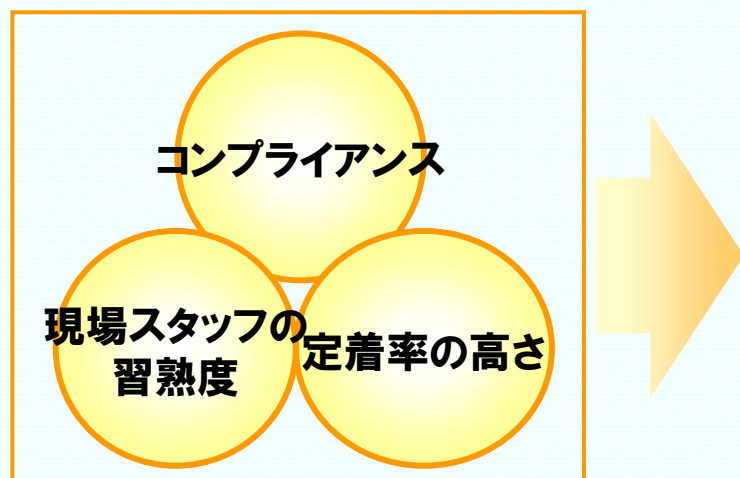 コンプライアンス
現場スタッフの
習熟度
定着率の高さ